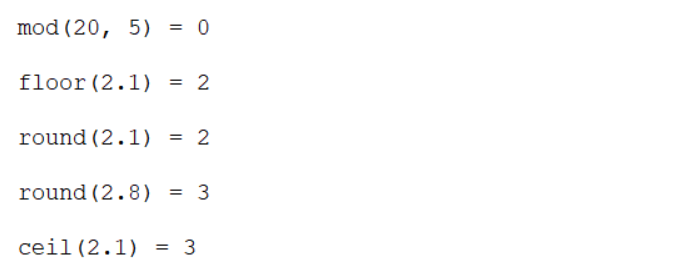 mod(20, 5) = 0
floor(2.1) = 2
round(2.1) = 2
round(2.8) = 3
ceil(2.1) = 3